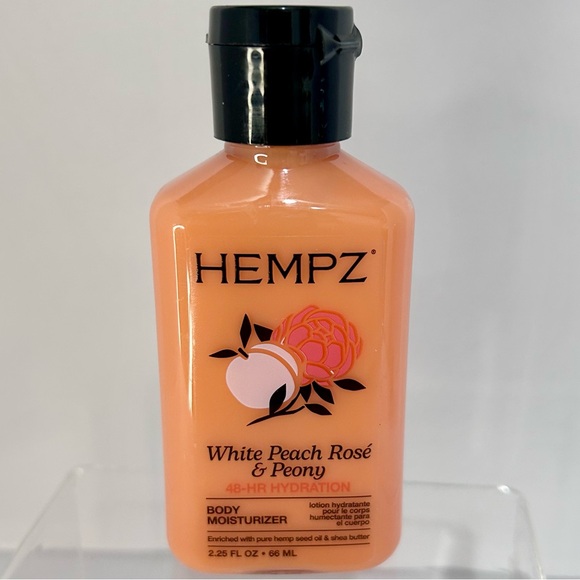 HEMPZ®
White Peach Rosé
& Peony
48-HR HYDRATION
BODY
MOISTURIZER
lotion hydratante
pour le corps
humectante para
el cuerpo
Enriched with pure hemp seed oil & shea butter
2.25 FL OZ • 66 ML